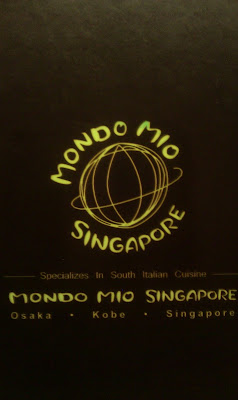 MONDO MIO
SINGAPORE
Specializes In South Italian Cuisine
MONDO MIO SINGAPORE
Osaka • Kobe • Singapore